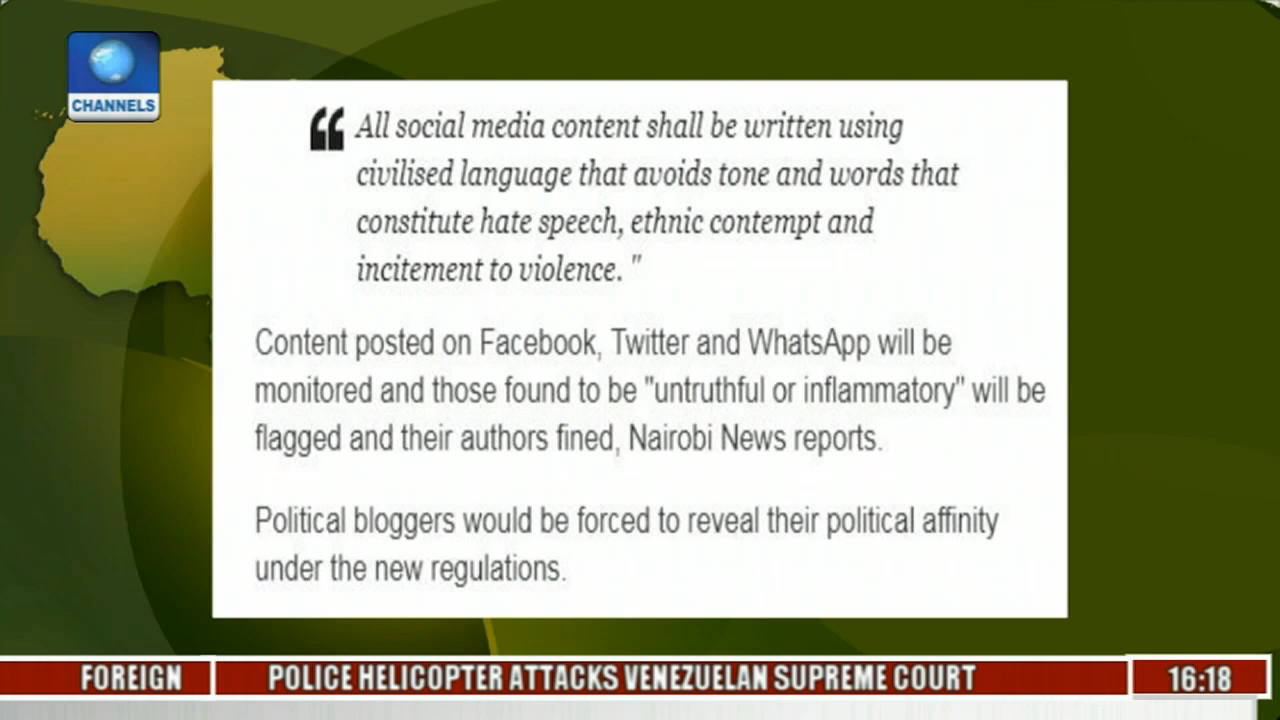 CHANNELS
❝ All social media content shall be written using
civilised language that avoids tone and words that
constitute hate speech, ethnic contempt and
incitement to violence. "
Content posted on Facebook, Twitter and WhatsApp will be
monitored and those found to be "untruthful or inflammatory" will be
flagged and their authors fined, Nairobi News reports.
Political bloggers would be forced to reveal their political affinity
under the new regulations.
FOREIGN POLICE HELICOPTER ATTACKS VENEZUELAN SUPREME COURT 16:18